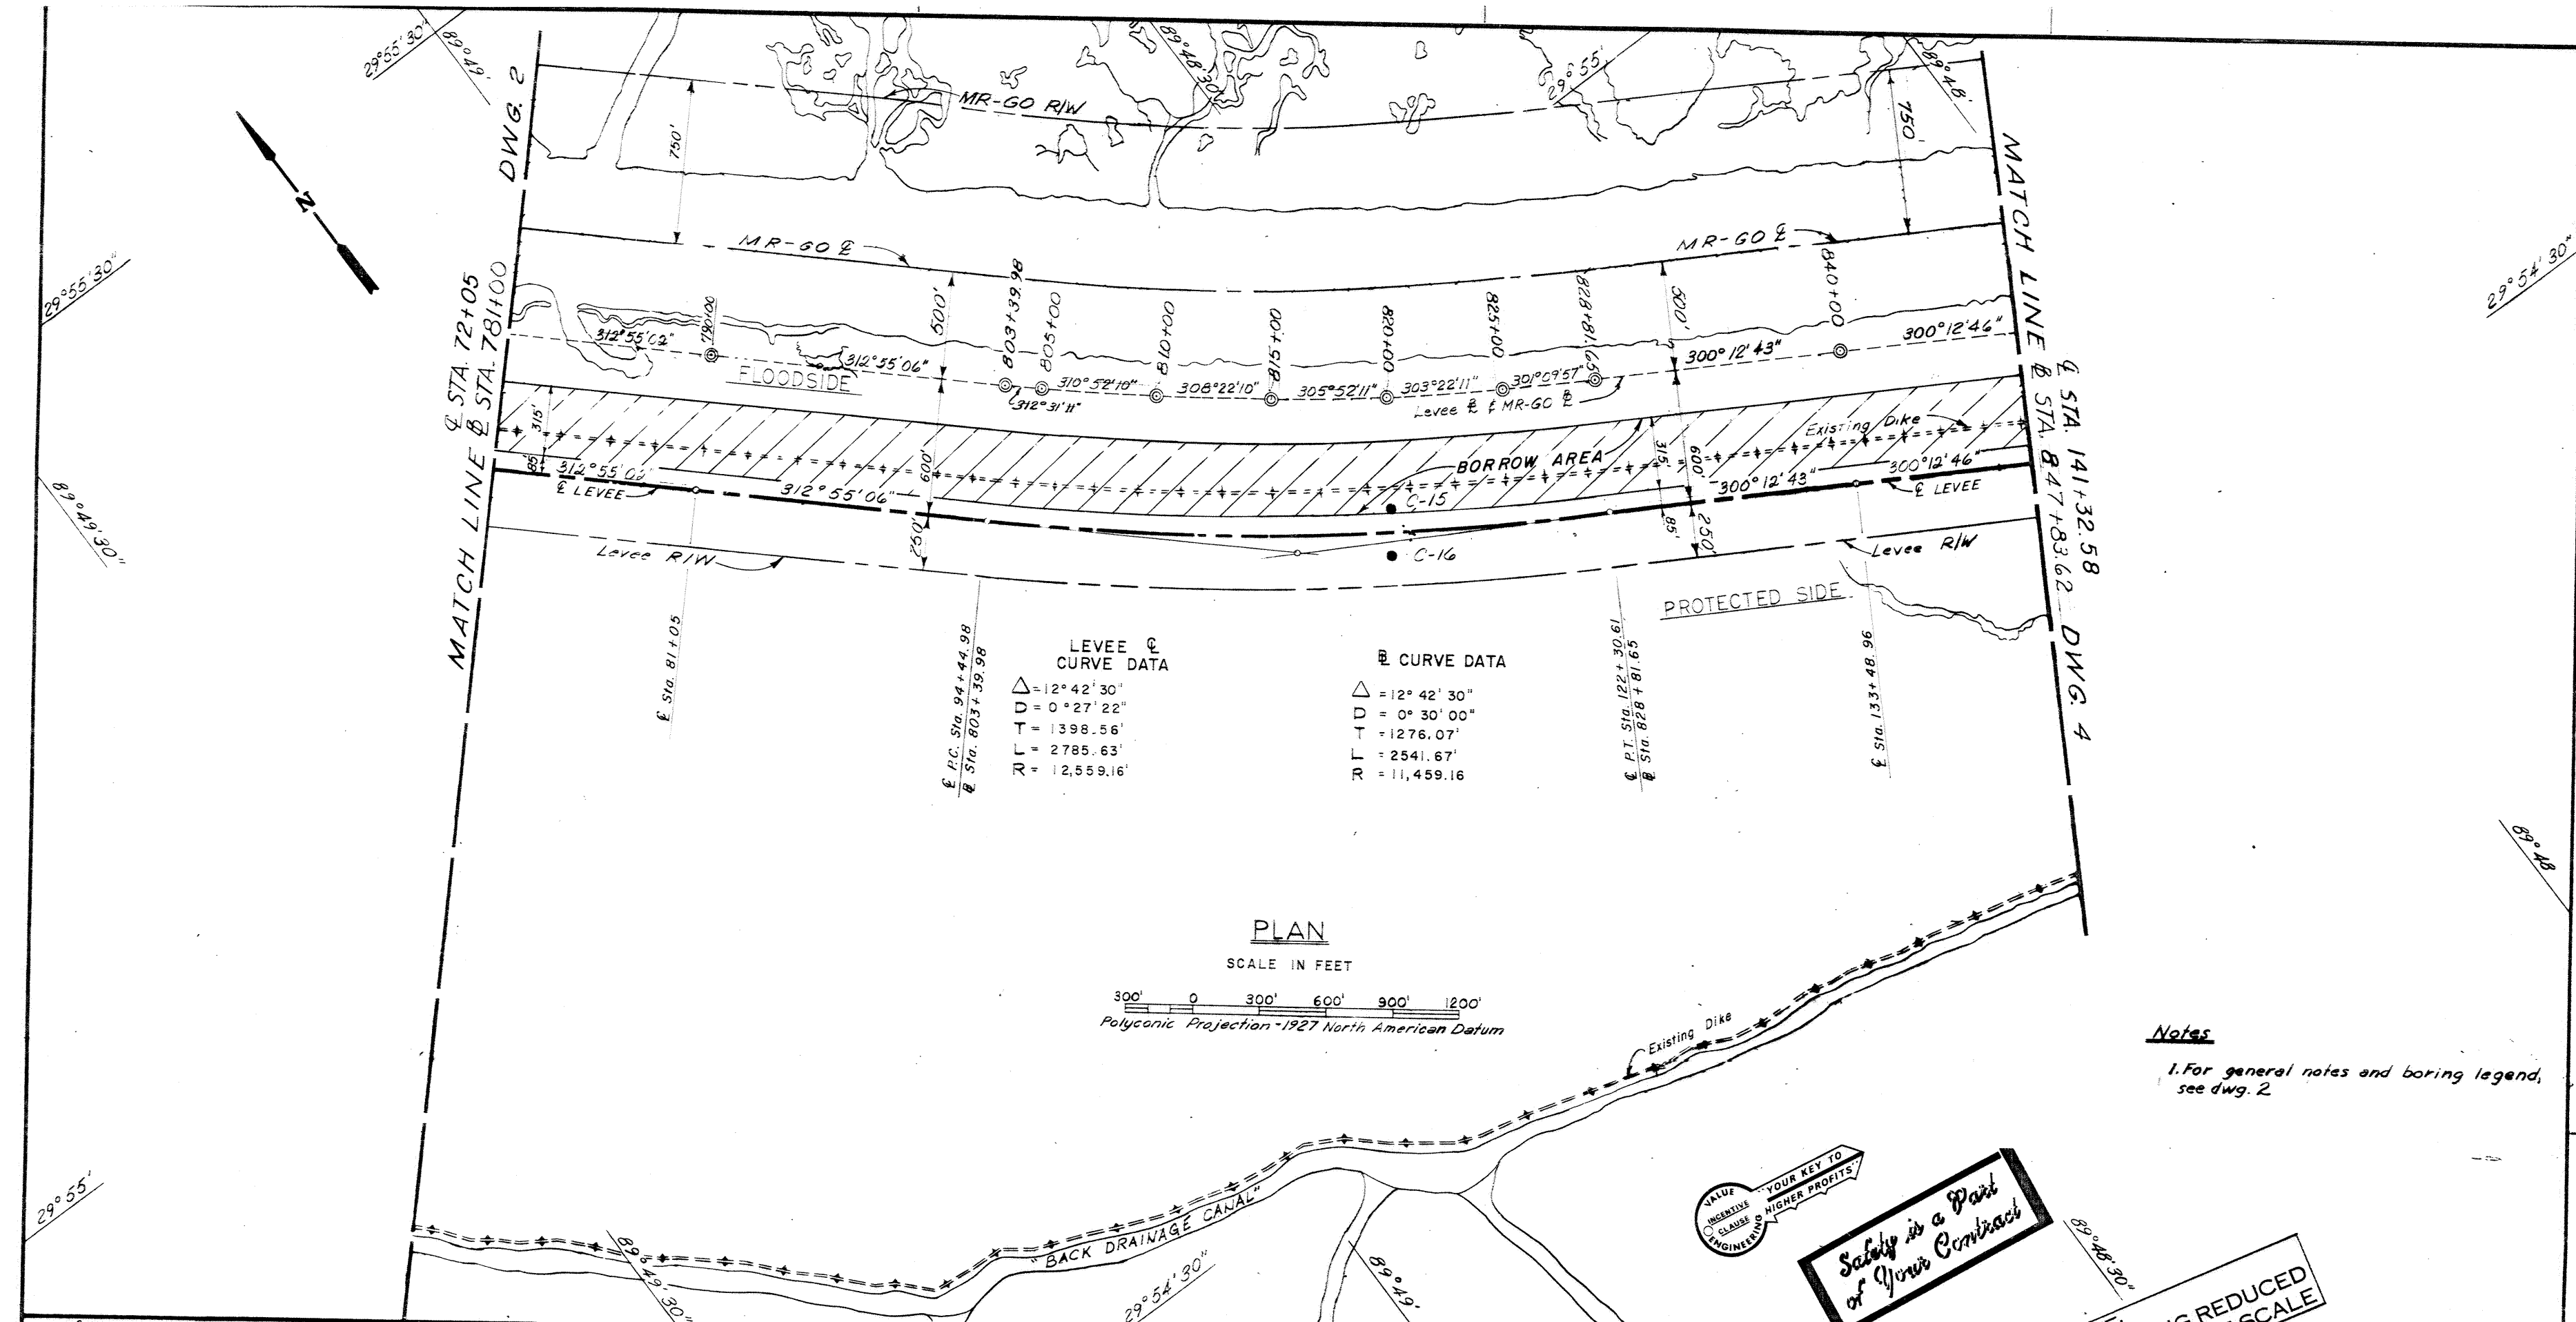 29°55'30"
89°49'
DWG. 2
89°48'30"
29°55'
89°48'
MR-GO R/W
750'
750'
N
MR-GO ℄
MR-GO ℄
29°55'30"
29°54'30"
℄ STA. 72+05
MATCH LINE B STA. 781+00
MATCH LINE B STA. 847+83.62 DWG. 4
℄ STA. 141+32.58
790+00
500'
803+39.98
805+00
810+00
815+00
820+00
825+00
828+81.65
500'
840+00
312°55'02"
312°55'06"
FLOODSIDE
312°31'11"
310°52'10"
308°22'10"
305°52'11"
303°22'11"
301°09'57"
300°12'43"
300°12'46"
Levee B & MR-GO B
315'
85'
Existing Dike
BORROW AREA
315'
600'
600'
312°55'02"
℄ LEVEE
312°55'06"
C-15
300°12'43"
300°12'46"
℄ LEVEE
85'
250'
250'
Levee R/W
C-16
Levee R/W
PROTECTED SIDE
89°49'30"
℄ Sta. 81+05
℄ P.C. Sta. 94+44.98
B Sta. 803+39.98
℄ P.T. Sta. 122+30.61
B Sta. 828+81.65
℄ Sta. 133+48.96
LEVEE ℄
CURVE DATA
△=12°42'30"
D=0°27'22"
T=1398.56'
L=2785.63'
R=12,559.16'
B CURVE DATA
△=12°42'30"
D=0°30'00"
T=1276.07'
L=2541.67'
R=11,459.16
89°48
PLAN
SCALE IN FEET
300' 0 300' 600' 900' 1200'
Polyconic Projection-1927 North American Datum
Existing Dike
Notes
1. For general notes and boring legend,
see dwg. 2
29°55'
"BACK DRAINAGE CANAL"
89°49'30"
29°54'30"
89°49'
89°48'30"
VALUE
INCENTIVE
CLAUSE
ENGINEERING
"YOUR KEY TO
HIGHER PROFITS"
Safety is a Part
of Your Contract
REDUCED
SCALE